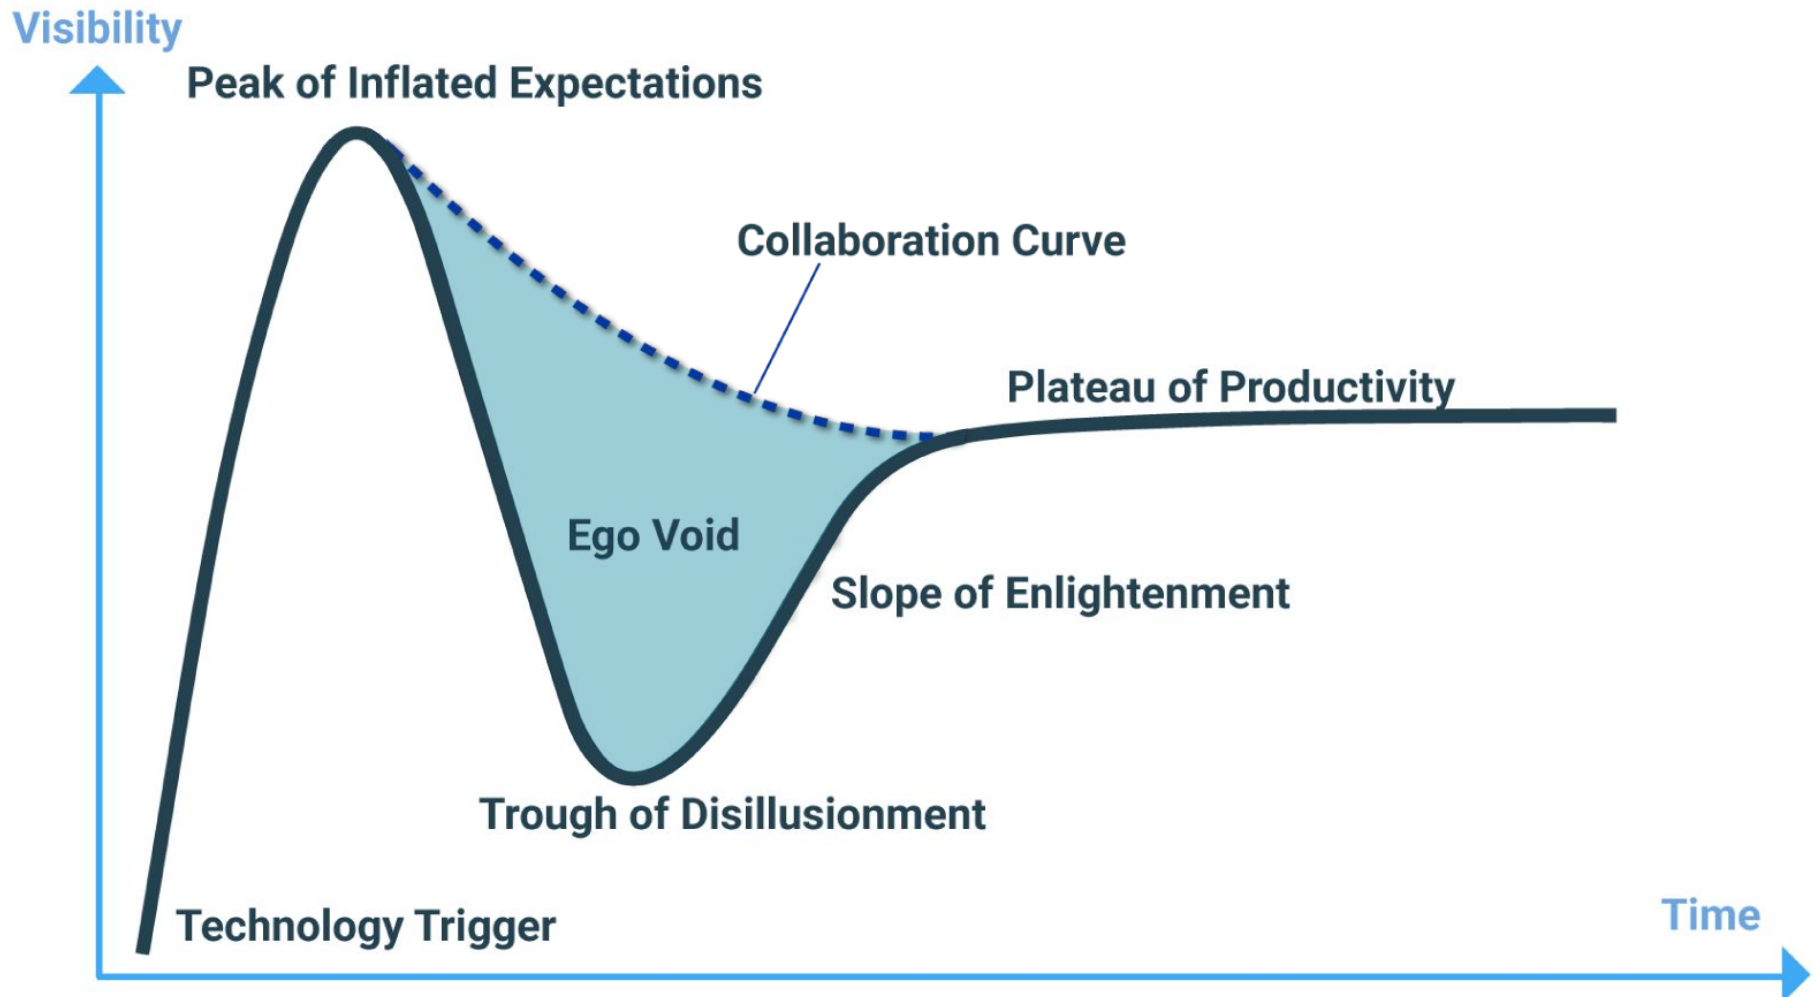 Visibility
Peak of Inflated Expectations
Collaboration Curve
Plateau of Productivity
Ego Void
Slope of Enlightenment
Trough of Disillusionment
Technology Trigger
Time